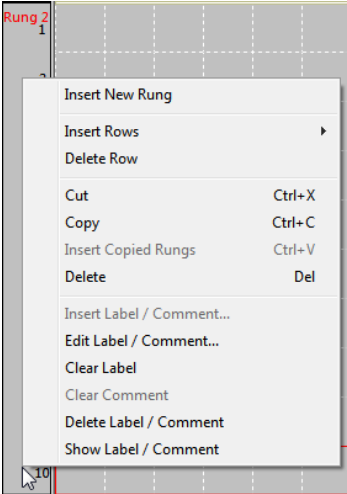 Rung 2
1
Insert New Rung
Insert Rows
Delete Row
Cut Ctrl+X
Copy Ctrl+C
Insert Copied Rungs Ctrl+V
Delete Del
Insert Label / Comment...
Edit Label / Comment...
Clear Label
Clear Comment
Delete Label / Comment
Show Label / Comment
10